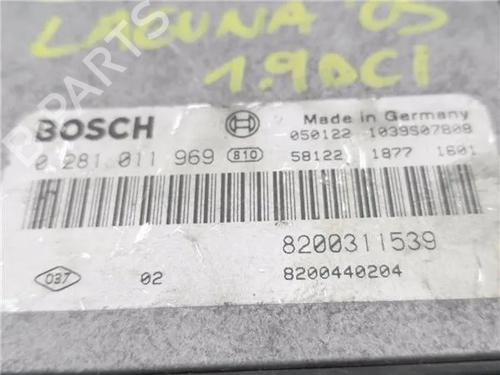 LAGUNA '05
1.9DCI
B-PARTS
BOSCH
Made in Germany
050122 1039S07808
0 281 011 969 810 58122 1877 1601
8200311539
037 02 8200440204